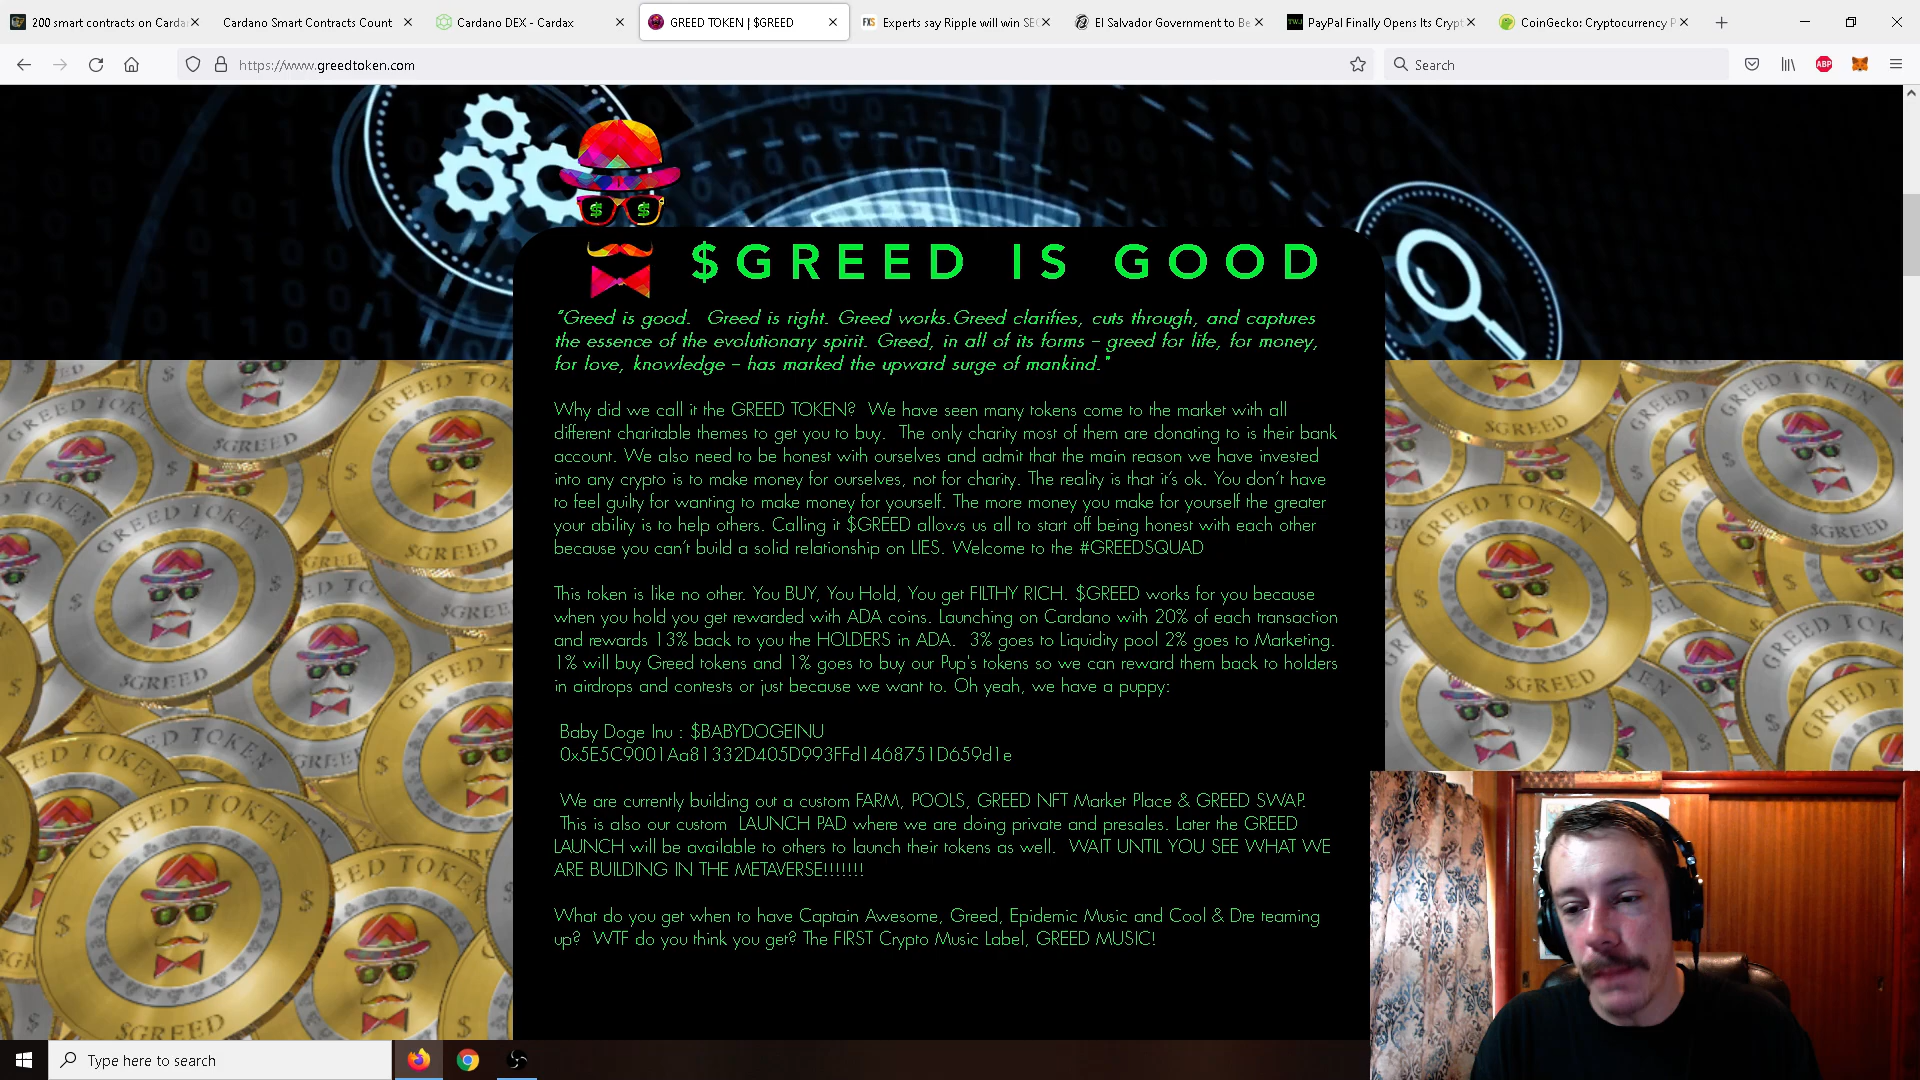 200 smart contracts on Carda
Cardano Smart Contracts Count
Cardano DEX - Cardax
GREED TOKEN | $GREED
Experts say Ripple will win SE
El Salvador Government to Be
PayPal Finally Opens Its Crypt
CoinGecko: Cryptocurrency P
https://www.greedtoken.com
Search
$GREED IS GOOD
"Greed is good.  Greed is right. Greed works.Greed clarifies, cuts through, and captures
the essence of the evolutionary spirit. Greed, in all of its forms – greed for life, for money,
for love, knowledge – has marked the upward surge of mankind."
Why did we call it the GREED TOKEN?  We have seen many tokens come to the market with all
different charitable themes to get you to buy.  The only charity most of them are donating to is their bank
account. We also need to be honest with ourselves and admit that the main reason we have invested
into any crypto is to make money for ourselves, not for charity. The reality is that it's ok. You don't have
to feel guilty for wanting to make money for yourself. The more money you make for yourself the greater
your ability is to help others. Calling it $GREED allows us all to start off being honest with each other
because you can't build a solid relationship on LIES. Welcome to the #GREEDSQUAD
This token is like no other. You BUY, You Hold, You get FILTHY RICH. $GREED works for you because
when you hold you get rewarded with ADA coins. Launching on Cardano with 20% of each transaction
and rewards 13% back to you the HOLDERS in ADA.  3% goes to Liquidity pool 2% goes to Marketing.
1% will buy Greed tokens and 1% goes to buy our Pup's tokens so we can reward them back to holders
in airdrops and contests or just because we want to. Oh yeah, we have a puppy:
Baby Doge Inu : $BABYDOGEINU
0x5E5C9001Aa81332D405D993FFd1468751D659d1e
We are currently building out a custom FARM, POOLS, GREED NFT Market Place & GREED SWAP.
This is also our custom  LAUNCH PAD where we are doing private and presales. Later the GREED
LAUNCH will be available to others to launch their tokens as well.  WAIT UNTIL YOU SEE WHAT WE
ARE BUILDING IN THE METAVERSE!!!!!!!
What do you get when to have Captain Awesome, Greed, Epidemic Music and Cool & Dre teaming
up?  WTF do you think you get? The FIRST Crypto Music Label, GREED MUSIC!
GREED TOKEN
$GREED
Type here to search